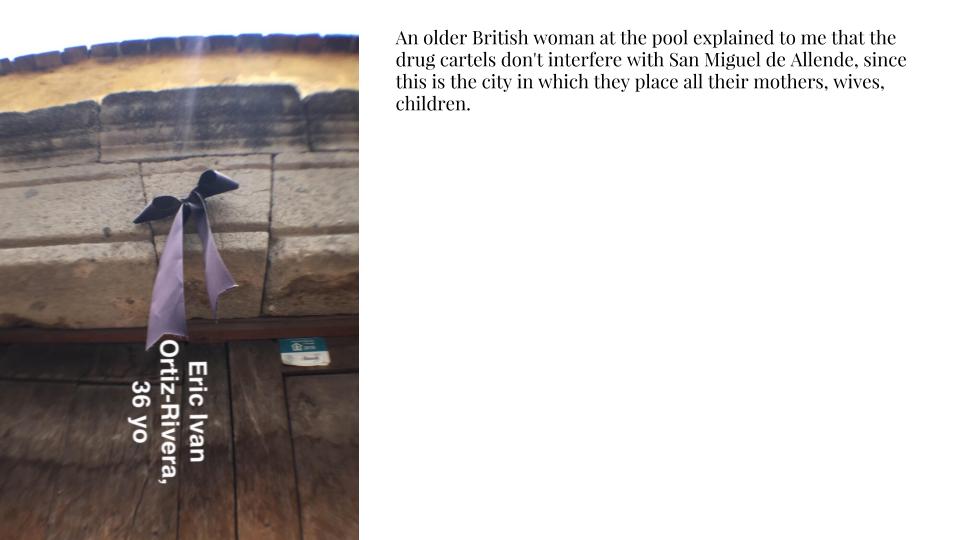 An older British woman at the pool explained to me that the
drug cartels don't interfere with San Miguel de Allende, since
this is the city in which they place all their mothers, wives,
children.
Eric Ivan
Ortiz-Rivera,
36 yo